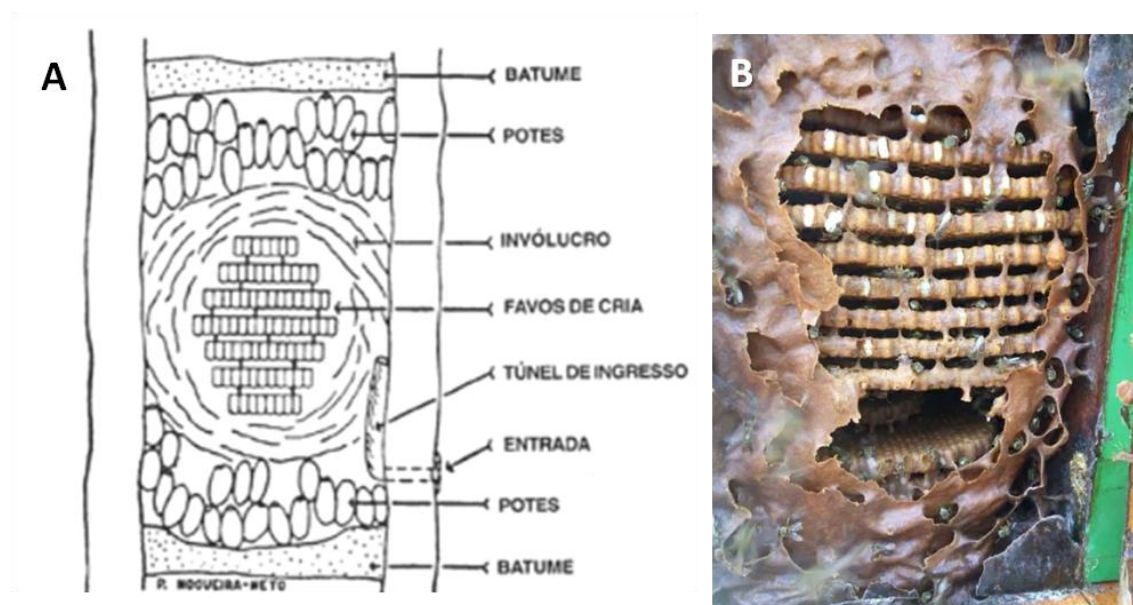 A
BATUME
POTES
INVÓLUCRO
FAVOS DE CRIA
TÚNEL DE INGRESSO
ENTRADA
POTES
BATUME
P. NOGUEIRA-NETO
B